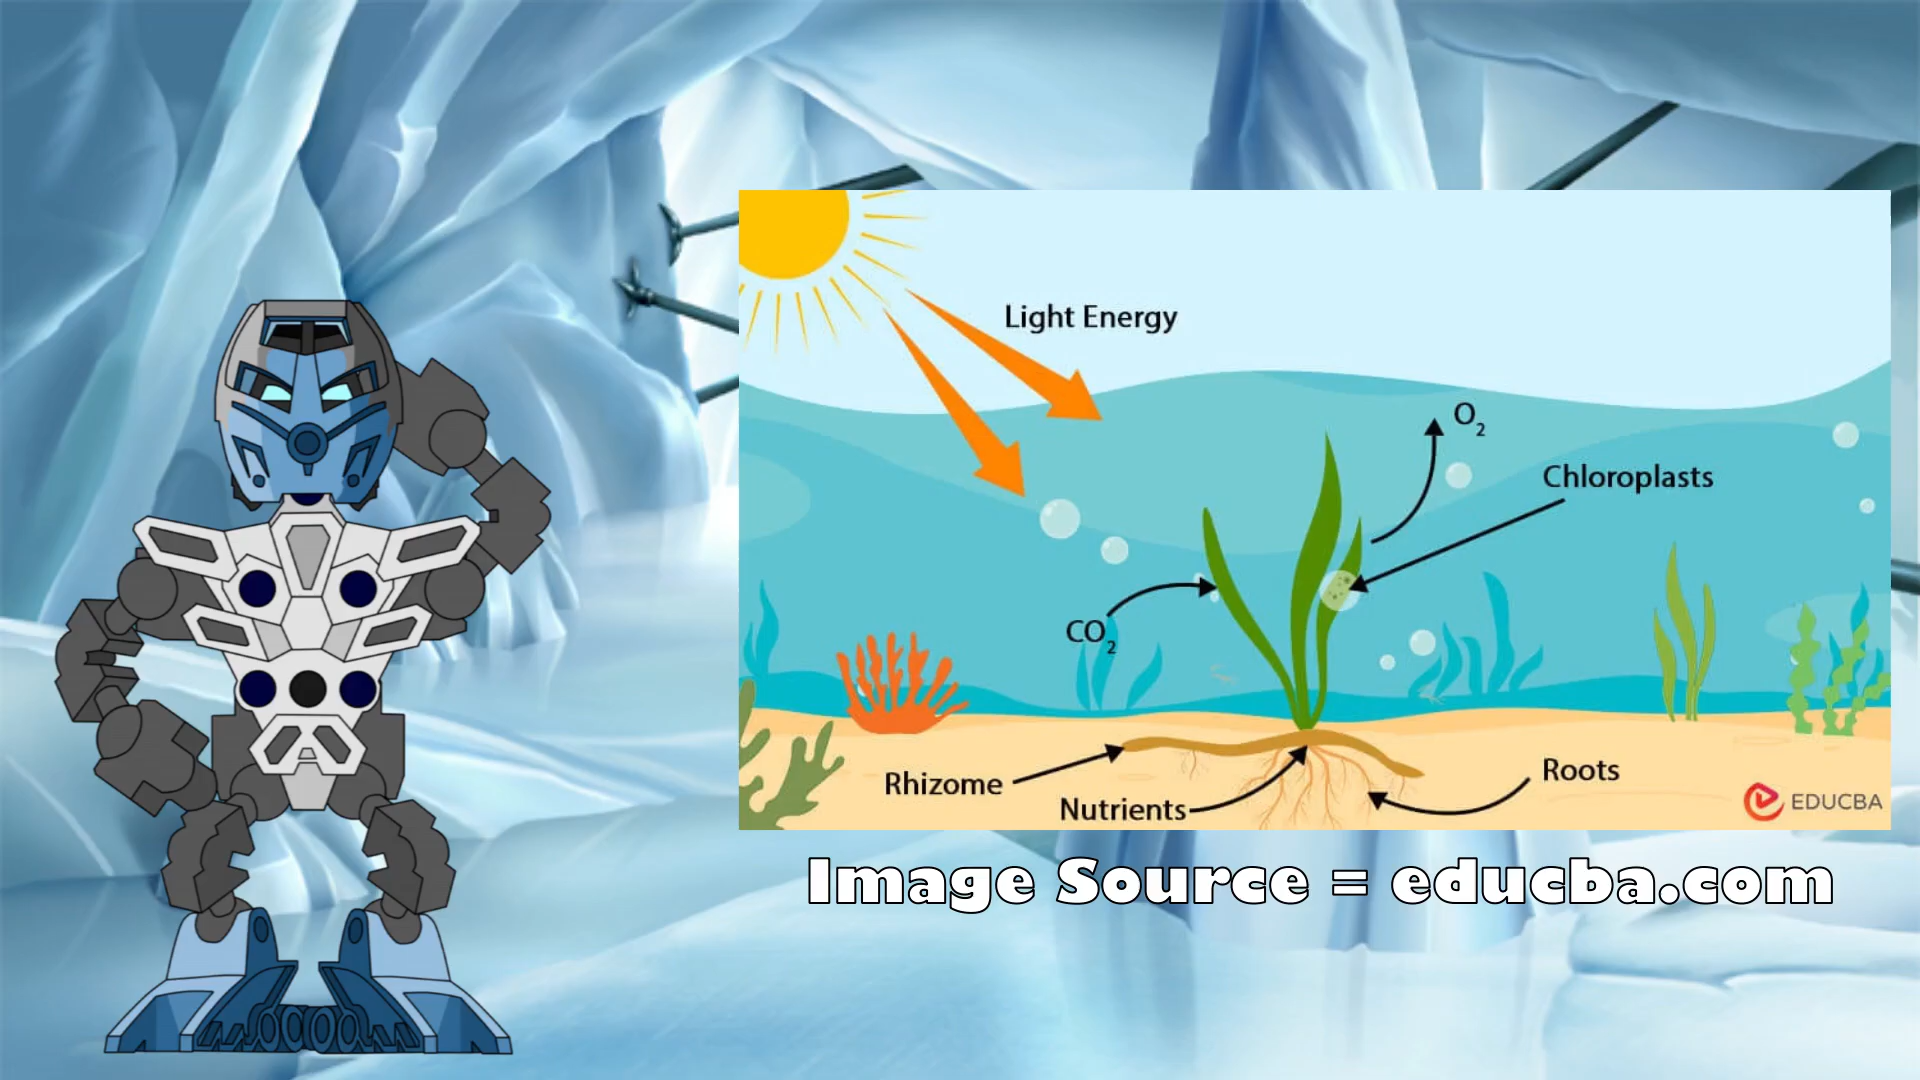 Light Energy
O2
Chloroplasts
CO2
Rhizome
Nutrients
Roots
EDUCBA
Image Source = educba.com